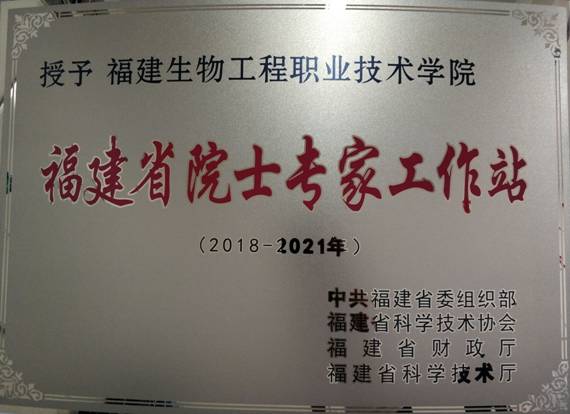 授予 福建生物工程职业技术学院
福建省院士专家工作站
（2018-2021年）
中共福建省委组织部
福建省科学技术协会
福建省财政厅
福建省科学技术厅